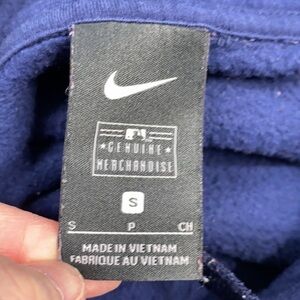 GENUINE
MERCHANDISE
S
S P CH
MADE IN VIETNAM
FABRIQUE AU VIETNAM